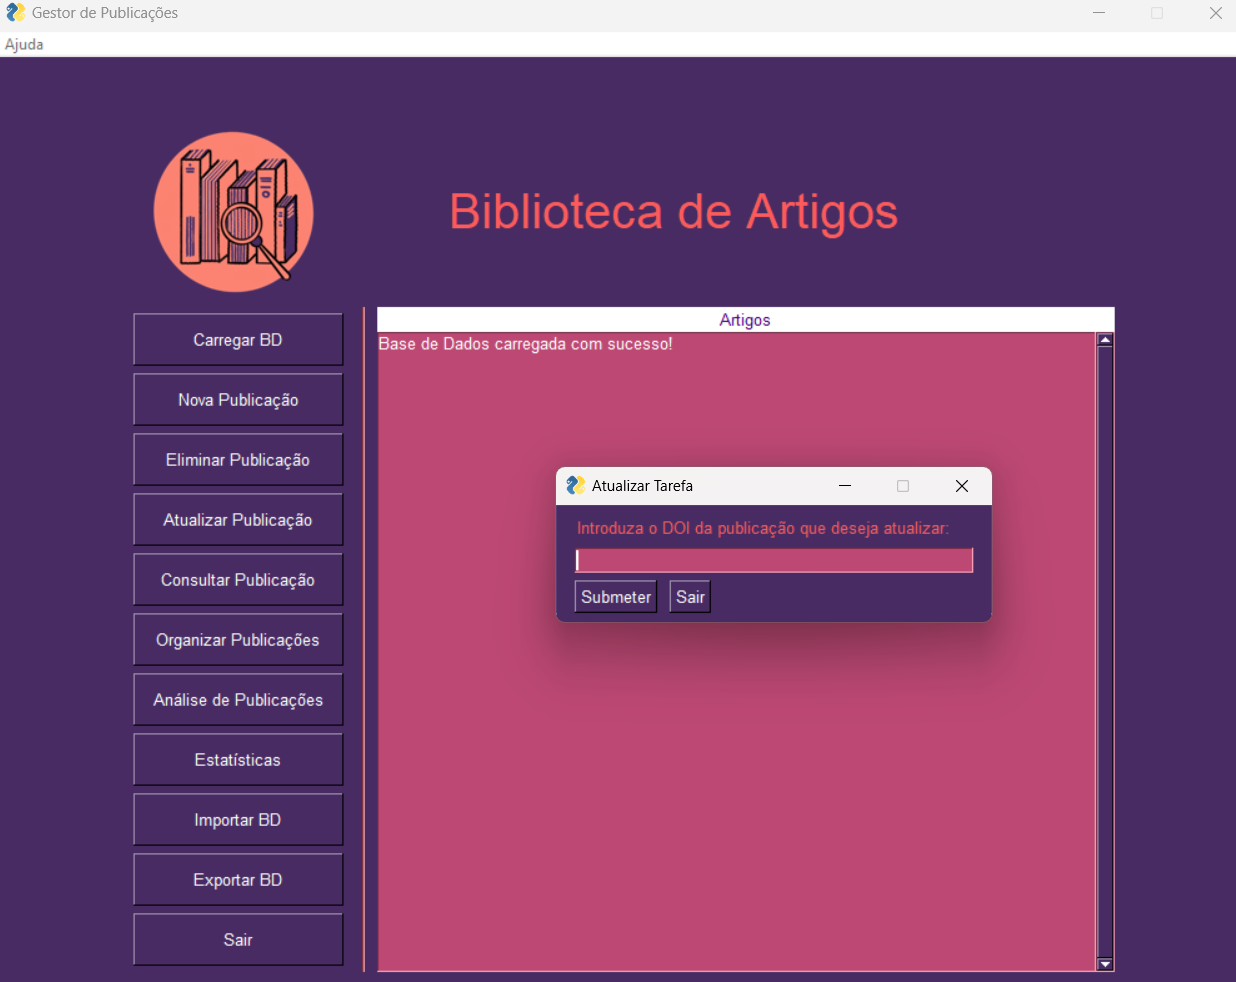 Gestor de Publicações
Ajuda
Biblioteca de Artigos
Carregar BD
Nova Publicação
Eliminar Publicação
Atualizar Publicação
Consultar Publicação
Organizar Publicações
Análise de Publicações
Estatísticas
Importar BD
Exportar BD
Sair
Artigos
Base de Dados carregada com sucesso!
Atualizar Tarefa
Introduza o DOI da publicação que deseja atualizar:
Submeter Sair